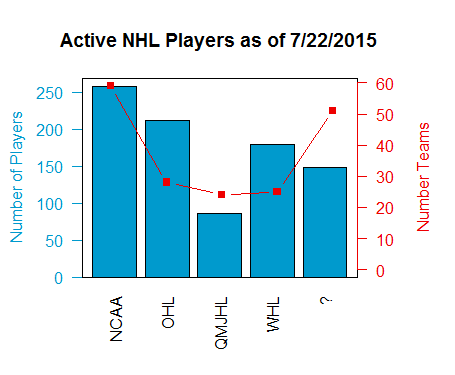 Active NHL Players as of 7/22/2015
Number of Players
250
200
150
100
50
0
60
50
40
30
20
10
0
Number Teams
NCAA
OHL
QMJHL
WHL
?